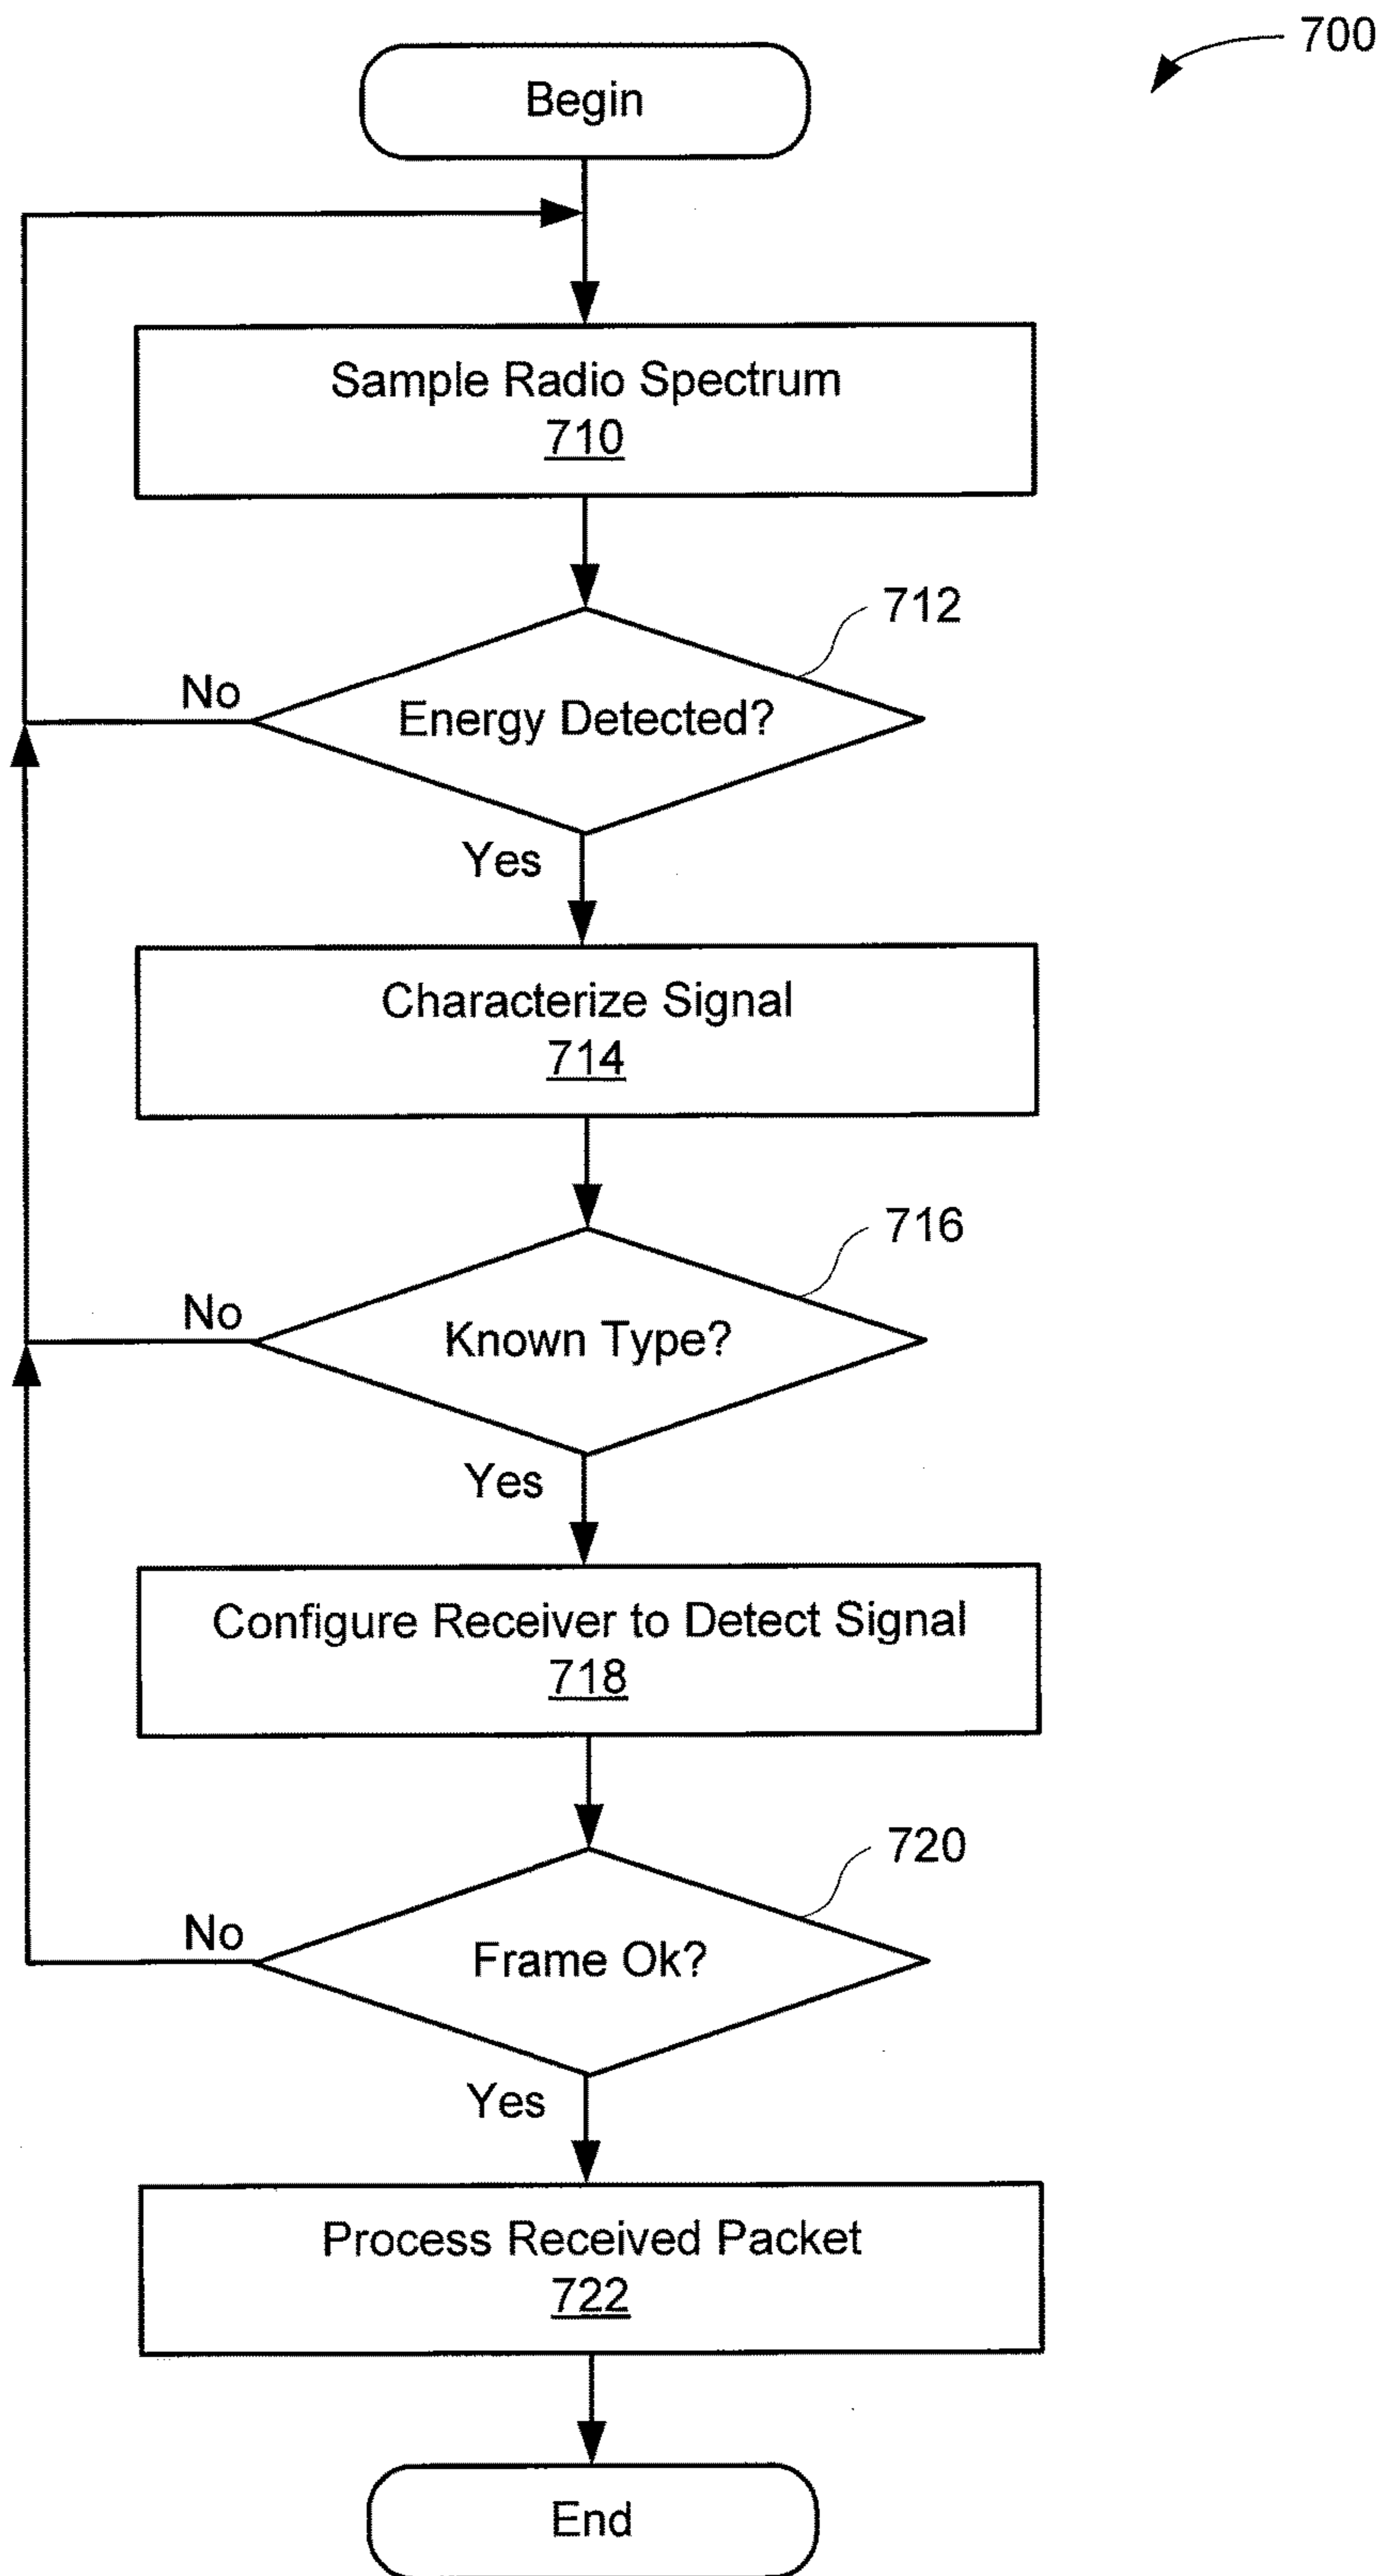 700
Begin
Sample Radio Spectrum
710
712
No
Energy Detected?
Yes
Characterize Signal
714
716
No
Known Type?
Yes
Configure Receiver to Detect Signal
718
720
No
Frame Ok?
Yes
Process Received Packet
722
End